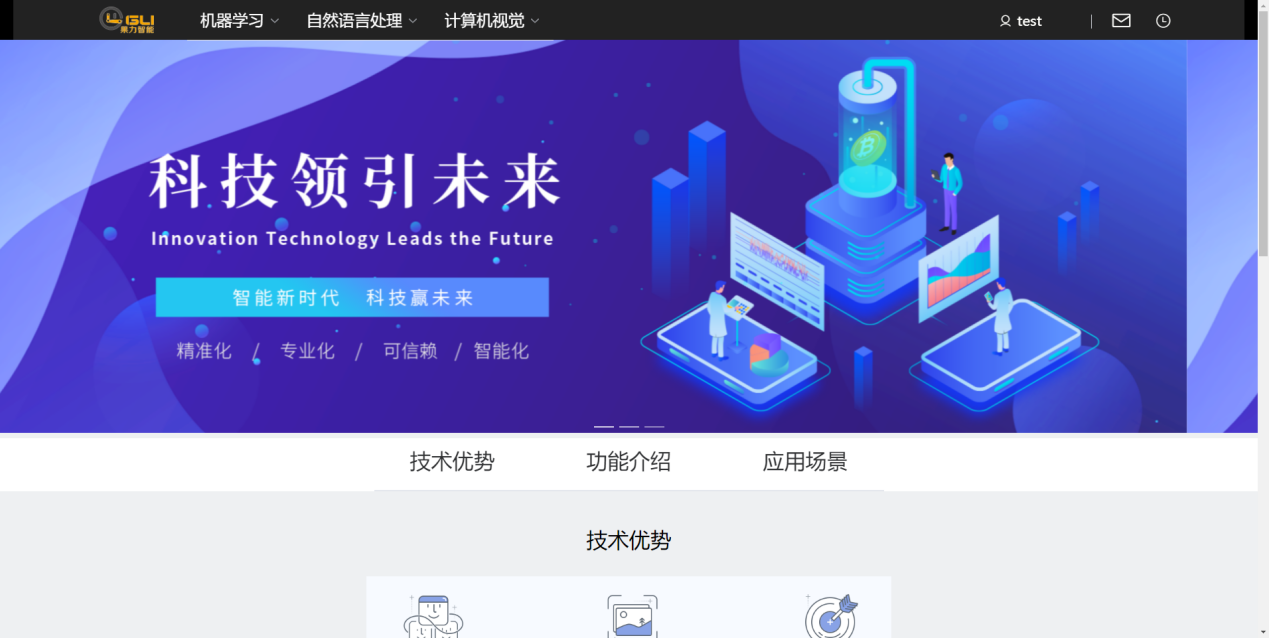 GLI
果力智能
机器学习
自然语言处理
计算机视觉
test
科技领引未来
Innovation Technology Leads the Future
智能新时代 科技赢未来
精准化 / 专业化 / 可信赖 / 智能化
技术优势 功能介绍 应用场景
技术优势